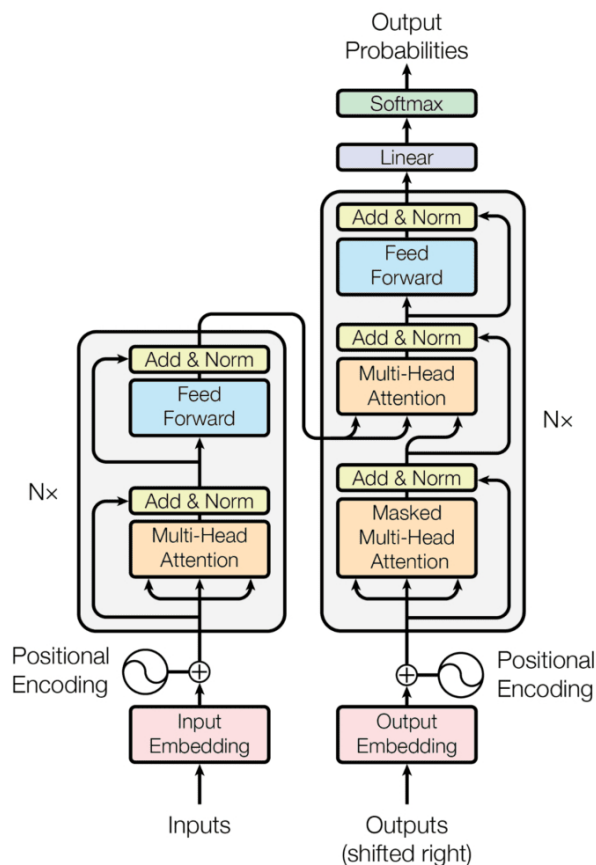 Output
Probabilities
Softmax
Linear
Add & Norm
Feed
Forward
Add & Norm
Multi-Head
Attention
Add & Norm
Masked
Multi-Head
Attention
N×
Add & Norm
Feed
Forward
Add & Norm
Multi-Head
Attention
N×
Positional
Encoding
Positional
Encoding
Input
Embedding
Output
Embedding
Inputs
Outputs
(shifted right)